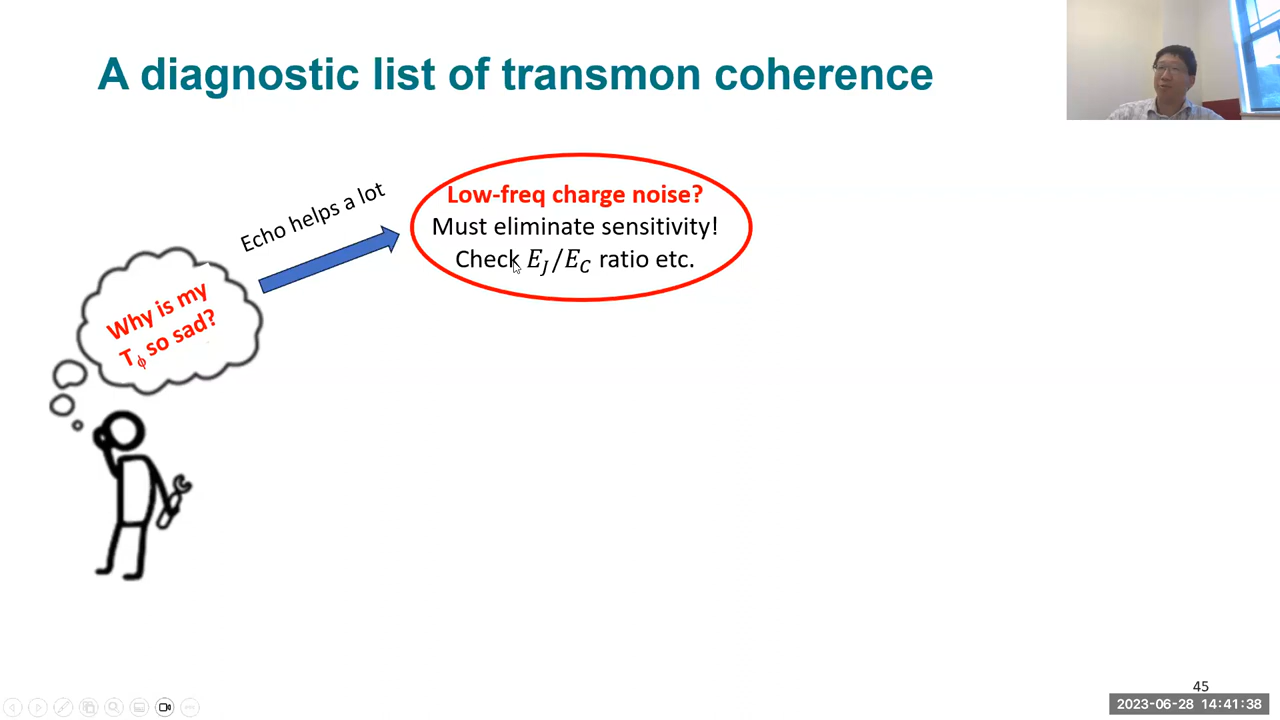 A diagnostic list of transmon coherence
Echo helps a lot
Low-freq charge noise?
Must eliminate sensitivity!
Check E_J/E_C ratio etc.
Why is my
T_ϕ so sad?
45
2023-06-28 14:41:38